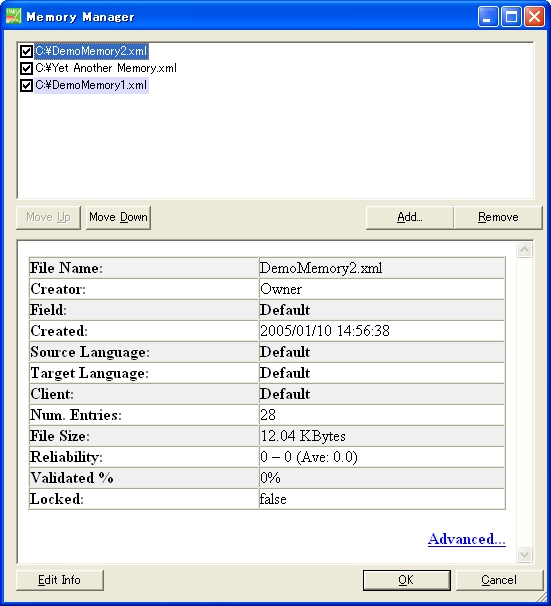 Memory Manager
C:¥DemoMemory2.xml
C:¥Yet Another Memory.xml
C:¥DemoMemory1.xml
Move Up Move Down Add... Remove
File Name: DemoMemory2.xml
Creator: Owner
Field: Default
Created: 2005/01/10 14:56:38
Source Language: Default
Target Language: Default
Client: Default
Num. Entries: 28
File Size: 12.04 KBytes
Reliability: 0 – 0 (Ave: 0.0)
Validated % 0%
Locked: false
Advanced...
Edit Info OK Cancel